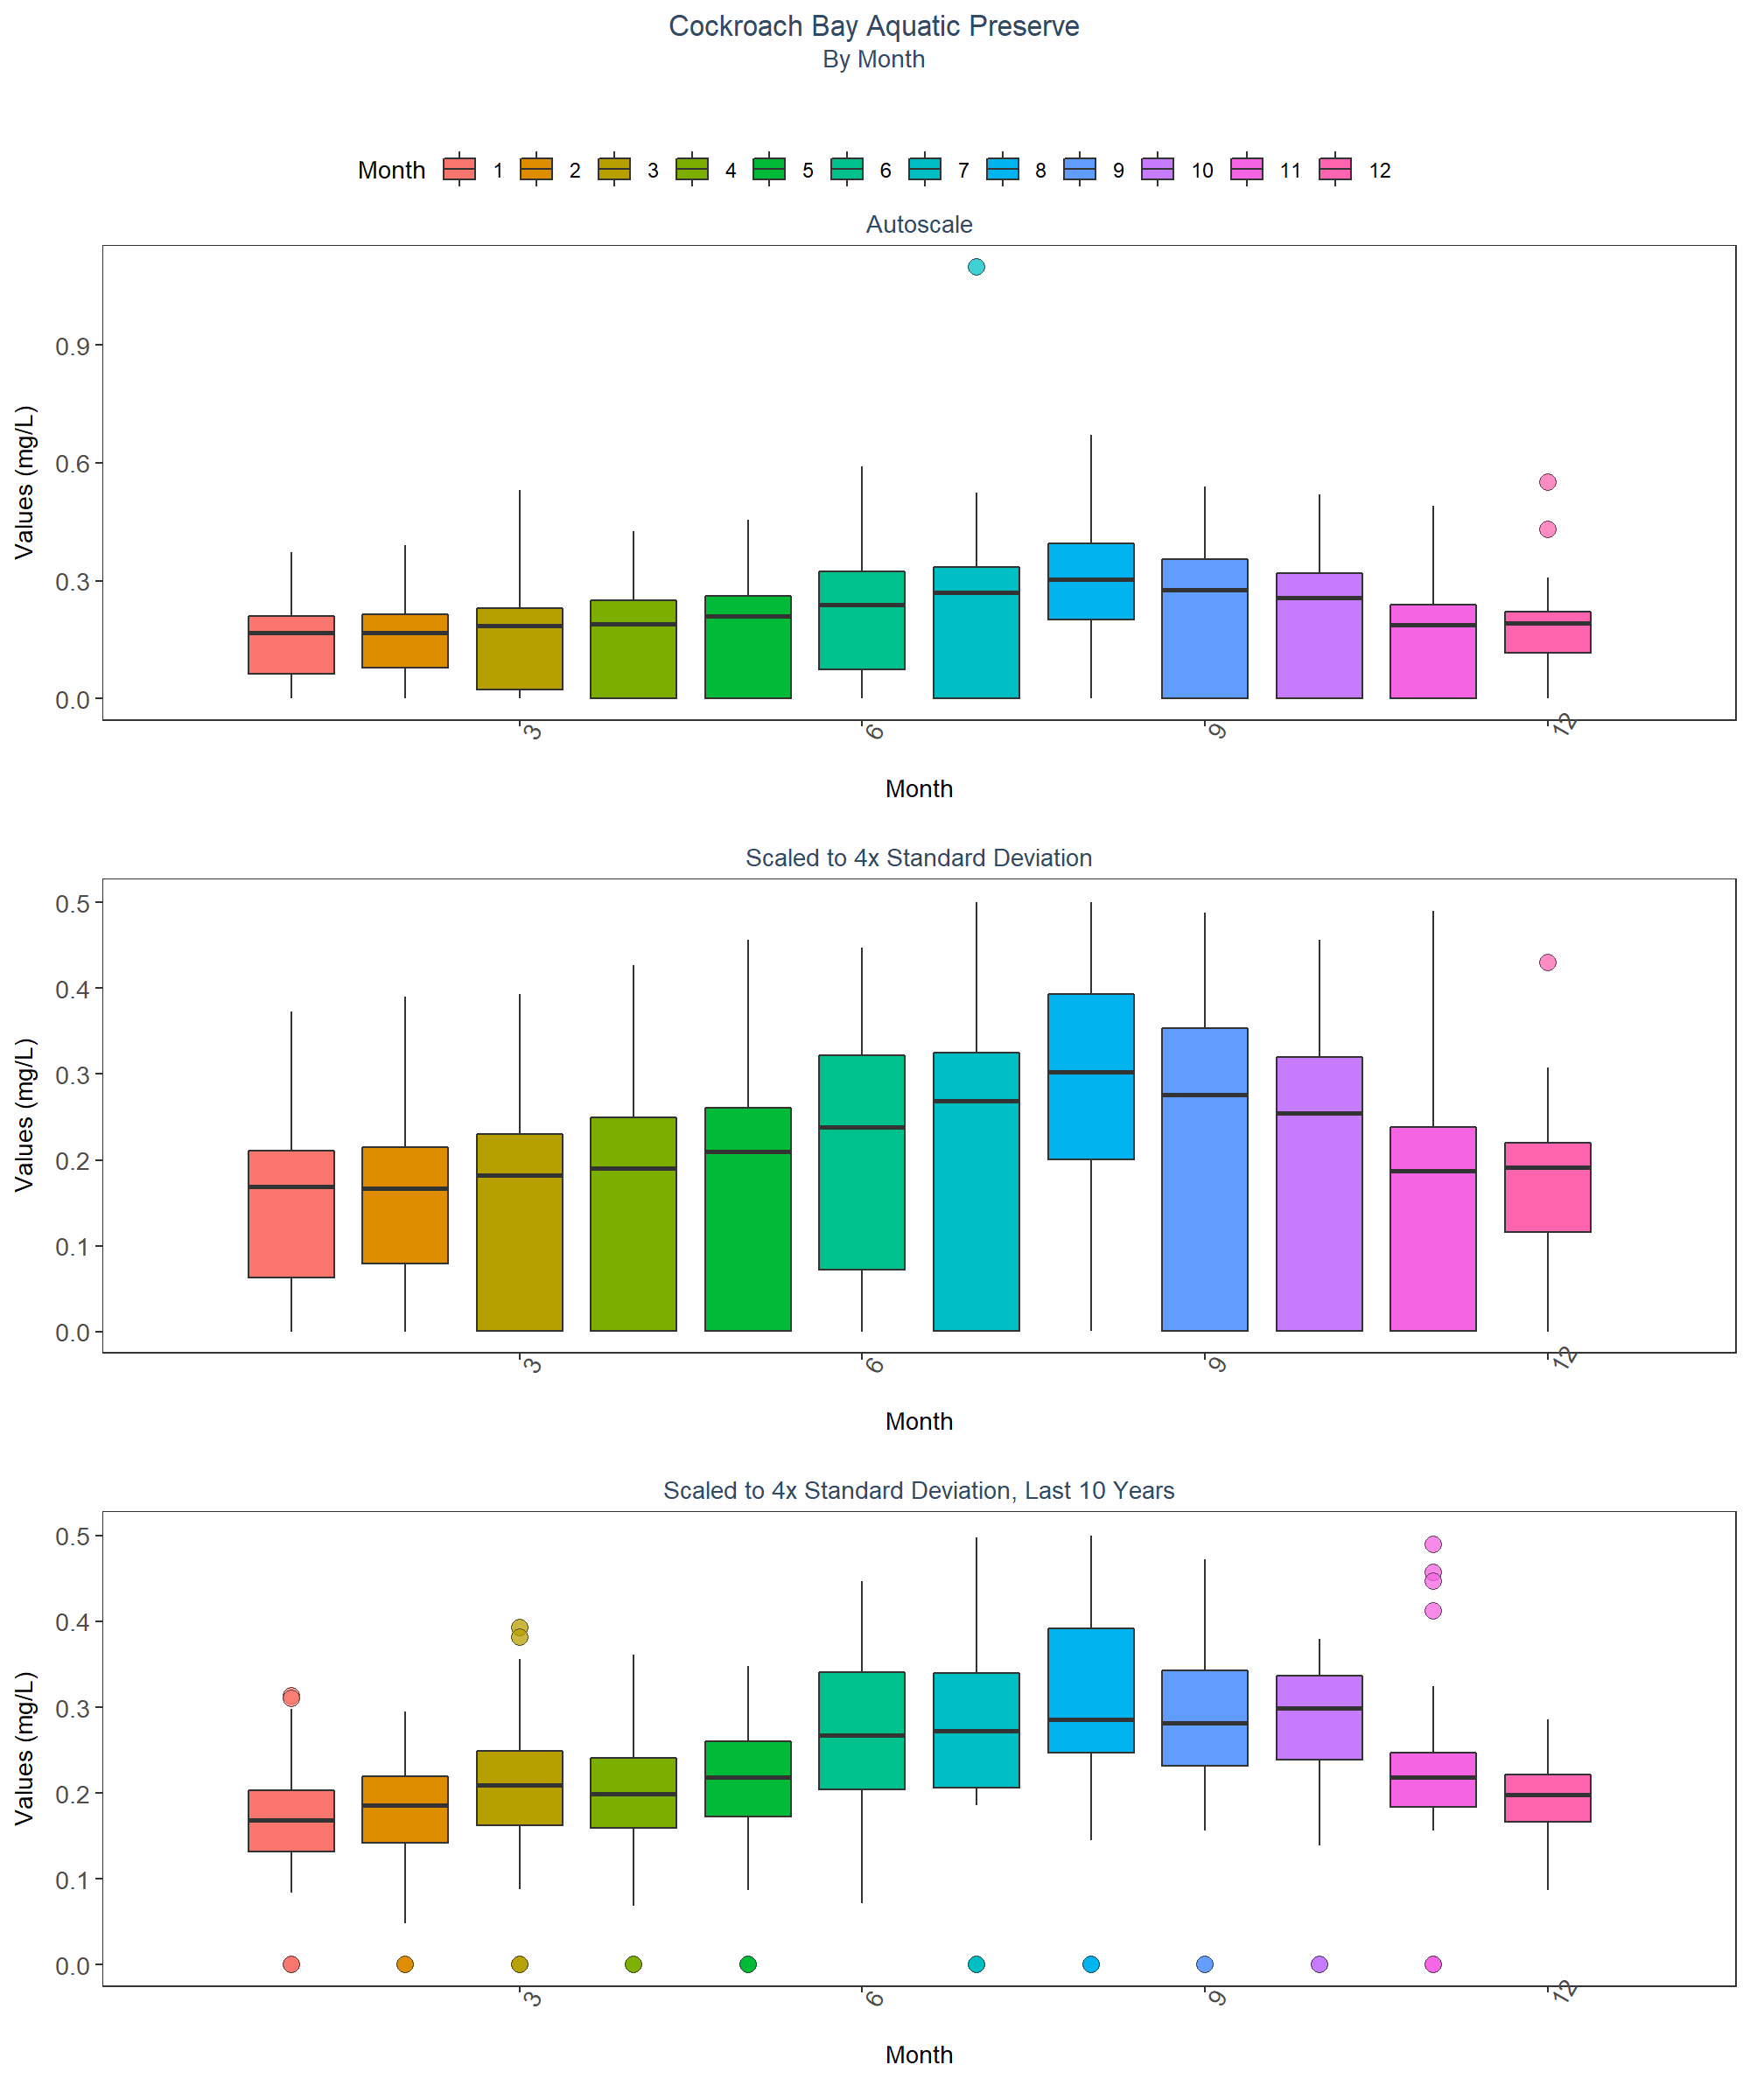 Cockroach Bay Aquatic Preserve
By Month
Month 1 2 3 4 5 6 7 8 9 10 11 12
Autoscale
Values (mg/L)
0.9
0.6
0.3
0.0
3 6 9 12
Month
Scaled to 4x Standard Deviation
Values (mg/L)
0.5
0.4
0.3
0.2
0.1
0.0
3 6 9 12
Month
Scaled to 4x Standard Deviation, Last 10 Years
Values (mg/L)
0.5
0.4
0.3
0.2
0.1
0.0
3 6 9 12
Month